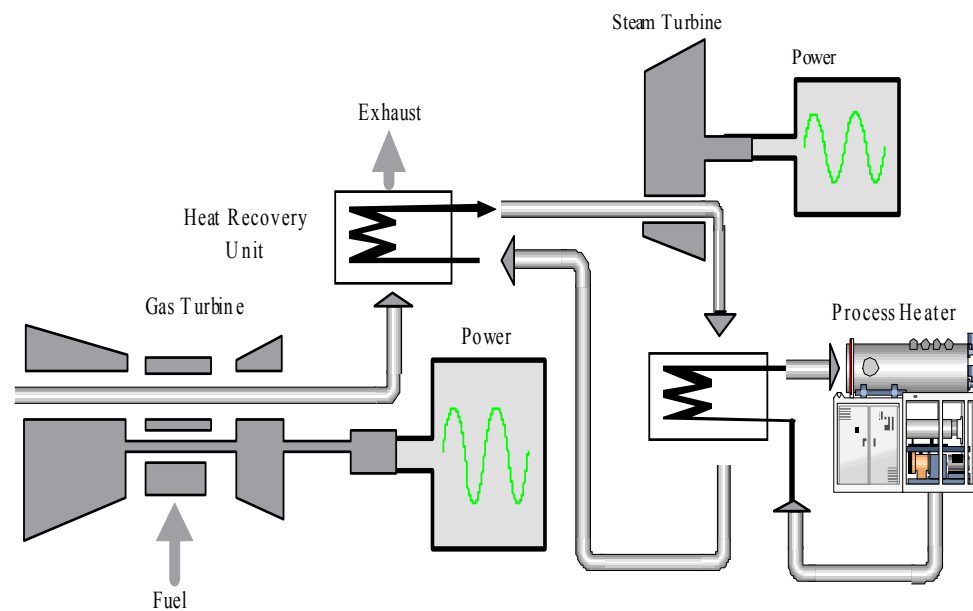 Steam Turbine
Power
Exhaust
Heat Recovery
Unit
Gas Turbine
Process Heater
Power
Fuel